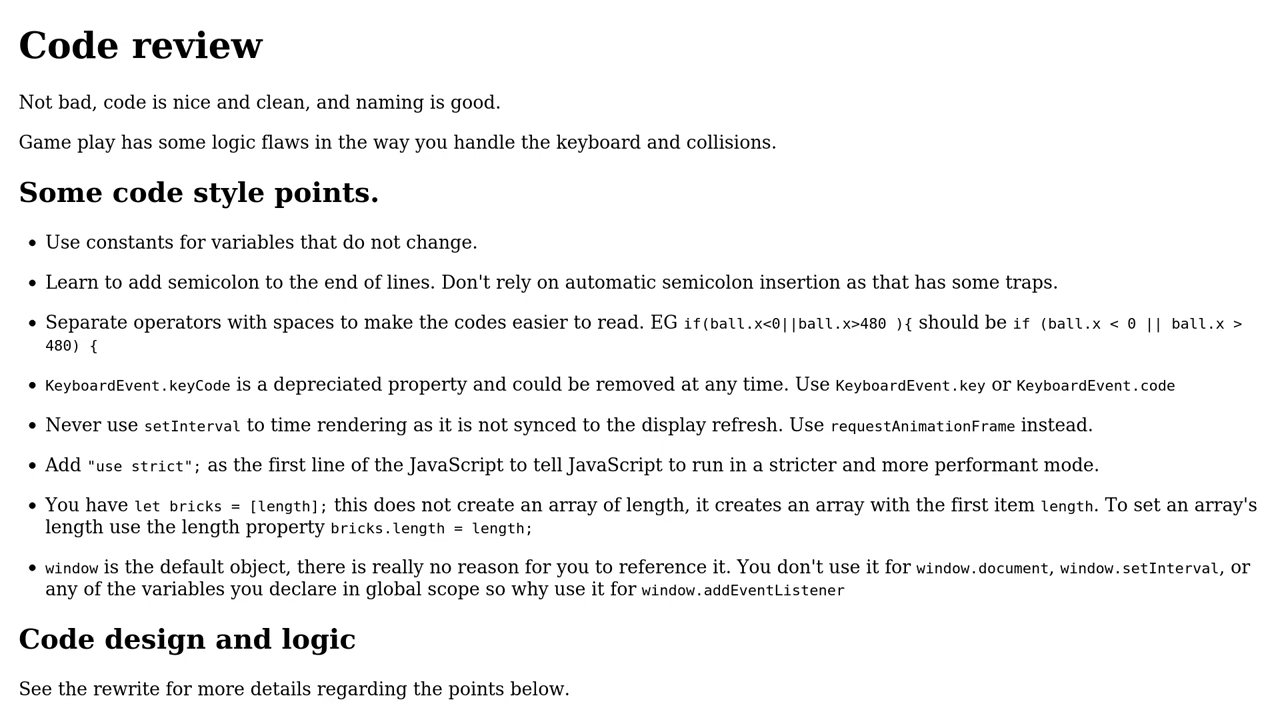 Code review
Not bad, code is nice and clean, and naming is good.
Game play has some logic flaws in the way you handle the keyboard and collisions.
Some code style points.
• Use constants for variables that do not change.
• Learn to add semicolon to the end of lines. Don't rely on automatic semicolon insertion as that has some traps.
• Separate operators with spaces to make the codes easier to read. EG if(ball.x<0||ball.x>480 ){ should be if (ball.x < 0 || ball.x >
480) {
• KeyboardEvent.keyCode is a depreciated property and could be removed at any time. Use KeyboardEvent.key or KeyboardEvent.code
• Never use setInterval to time rendering as it is not synced to the display refresh. Use requestAnimationFrame instead.
• Add "use strict"; as the first line of the JavaScript to tell JavaScript to run in a stricter and more performant mode.
• You have let bricks = [length]; this does not create an array of length, it creates an array with the first item length. To set an array's
length use the length property bricks.length = length;
• window is the default object, there is really no reason for you to reference it. You don't use it for window.document, window.setInterval, or
any of the variables you declare in global scope so why use it for window.addEventListener
Code design and logic
See the rewrite for more details regarding the points below.